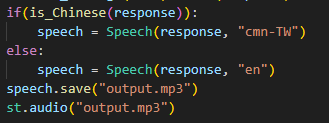 if(is_Chinese(response)):
    speech = Speech(response, "cmn-TW")
else:
    speech = Speech(response, "en")
speech.save("output.mp3")
st.audio("output.mp3")